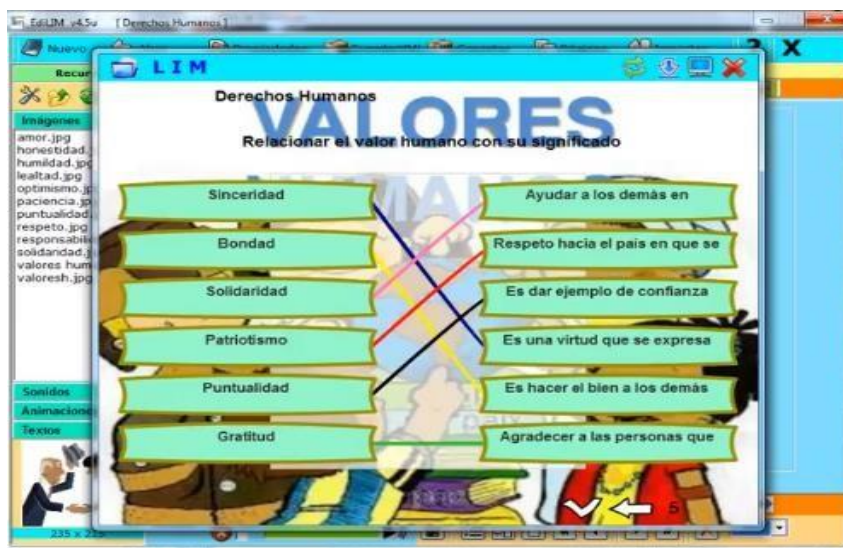 EdiLIM v4.5u [ Derechos Humanos ]
Nuevo
? X
LIM
Recur
Imágenes
amor.jpg
honestidad.
humildad.jpg
lealtad.jpg
optimismo.jp
paciencia.jp
puntualidad.
respeto.jpg
responsabili
solidaridad.j
valores hum
valoresh.jpg
Sonidos
Animacione
Textos
235 x 235
VALORES
HUMANO
Derechos Humanos
Relacionar el valor humano con su significado
Sinceridad
Ayudar a los demás en
Bondad
Respeto hacia el país en que se
Solidaridad
Es dar ejemplo de confianza
Patriotismo
Es una virtud que se expresa
Puntualidad
Es hacer el bien a los demás
Gratitud
Agradecer a las personas que
5